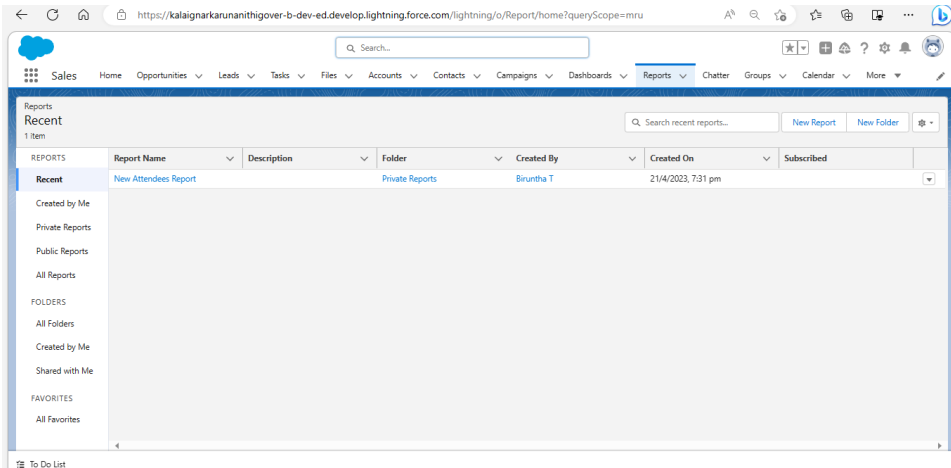 https://kalaignarkarunanithigover-b-dev-ed.develop.lightning.force.com/lightning/o/Report/home?queryScope=mru
Search...
Sales Home Opportunities Leads Tasks Files Accounts Contacts Campaigns Dashboards Reports Chatter Groups Calendar More
Reports
Recent
1 item
Search recent reports...
New Report New Folder
REPORTS
Report Name Description Folder Created By Created On Subscribed
Recent
New Attendees Report Private Reports Biruntha T 21/4/2023, 7:31 pm
Created by Me
Private Reports
Public Reports
All Reports
FOLDERS
All Folders
Created by Me
Shared with Me
FAVORITES
All Favorites
To Do List